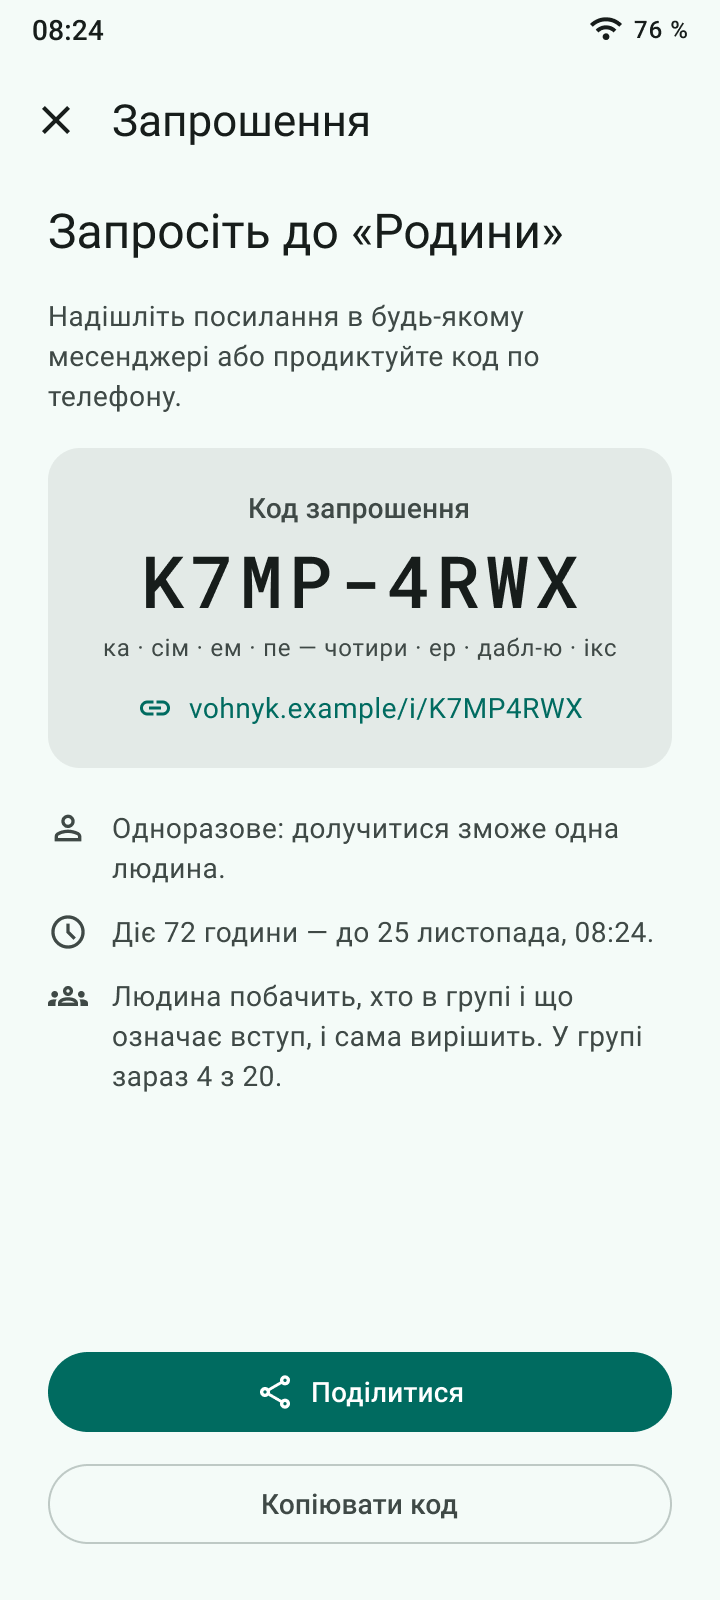 08:24
76 %
Запрошення
Запросіть до «Родини»
Надішліть посилання в будь-якому
месенджері або продиктуйте код по
телефону.
Код запрошення
K7MP-4RWX
ка · сім · ем · пе — чотири · ер · дабл-ю · ікс
vohnyk.example/i/K7MP4RWX
Одноразове: долучитися зможе одна
людина.
Діє 72 години — до 25 листопада, 08:24.
Людина побачить, хто в групі і що
означає вступ, і сама вирішить. У групі
зараз 4 з 20.
Поділитися
Копіювати код